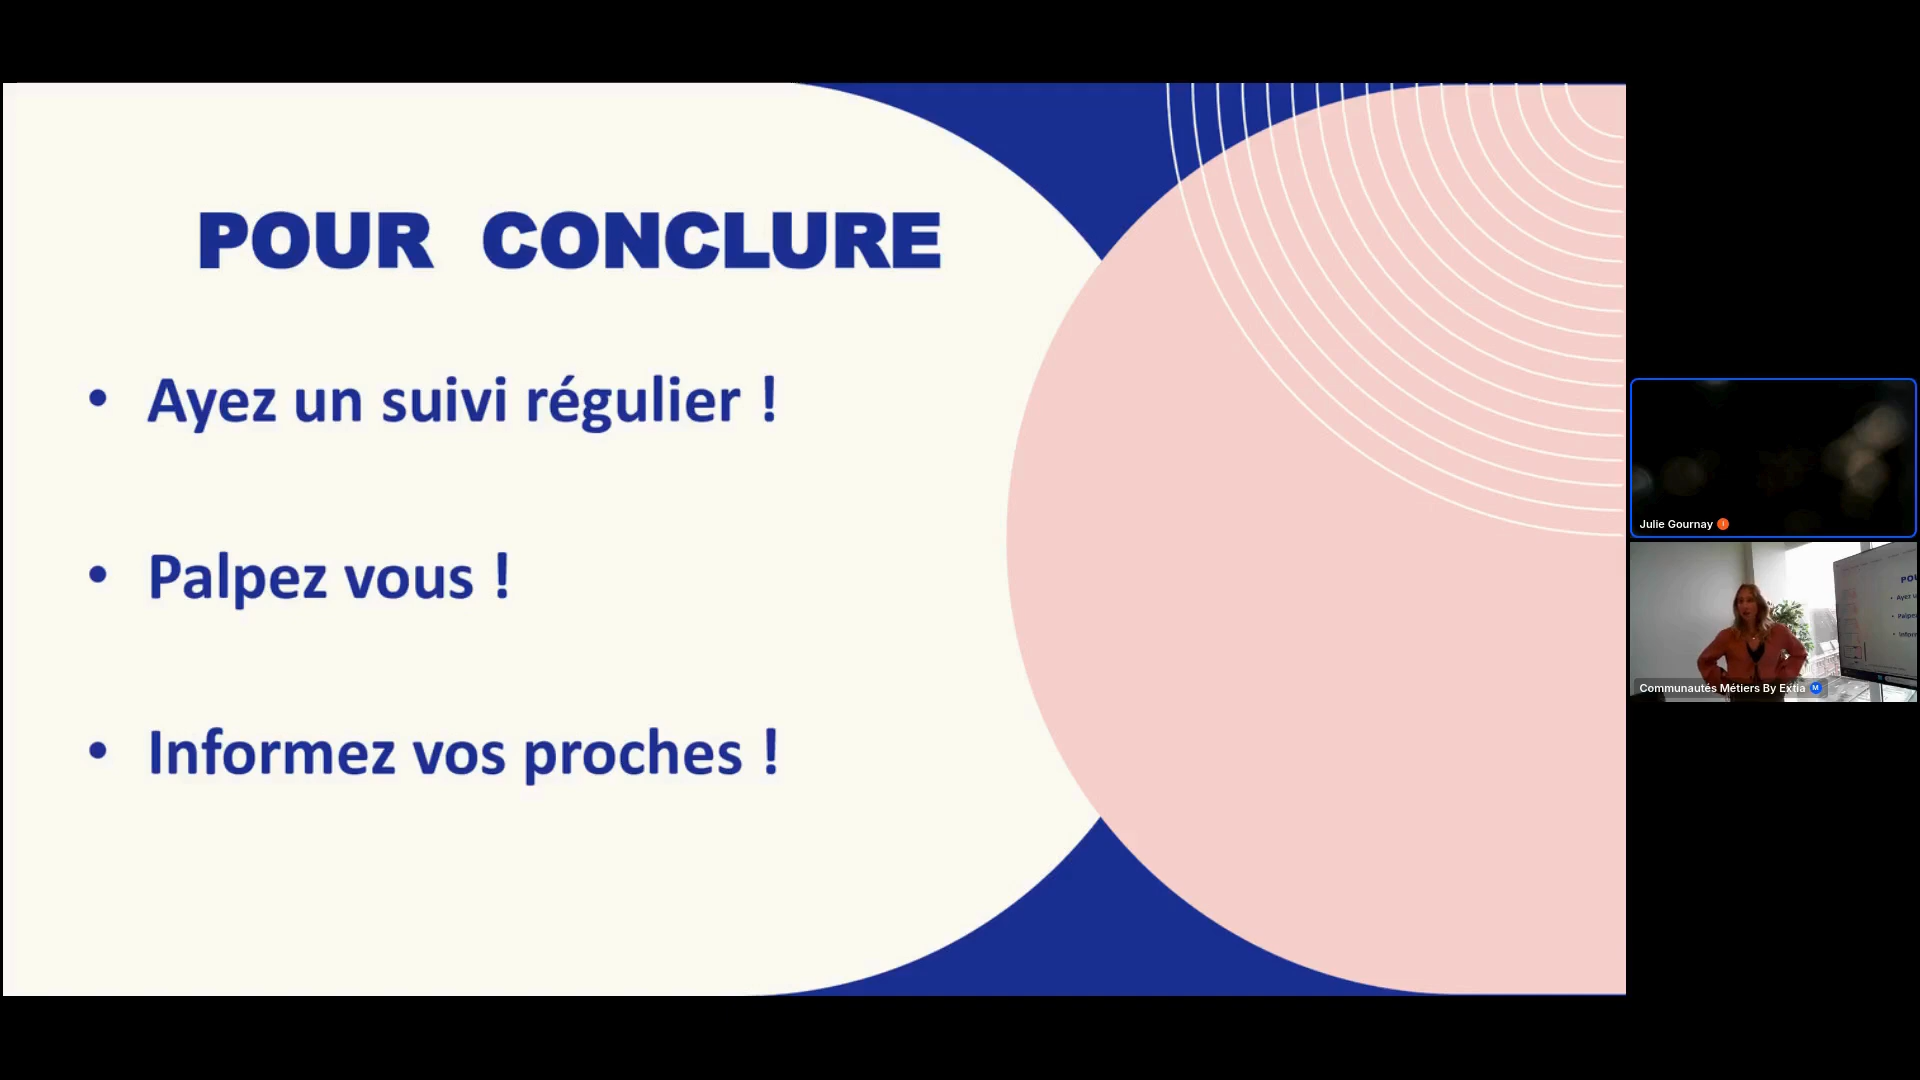 POUR CONCLURE
• Ayez un suivi régulier !
• Palpez vous !
• Informez vos proches !
Julie Gournay
Communautés Métiers By Extia M